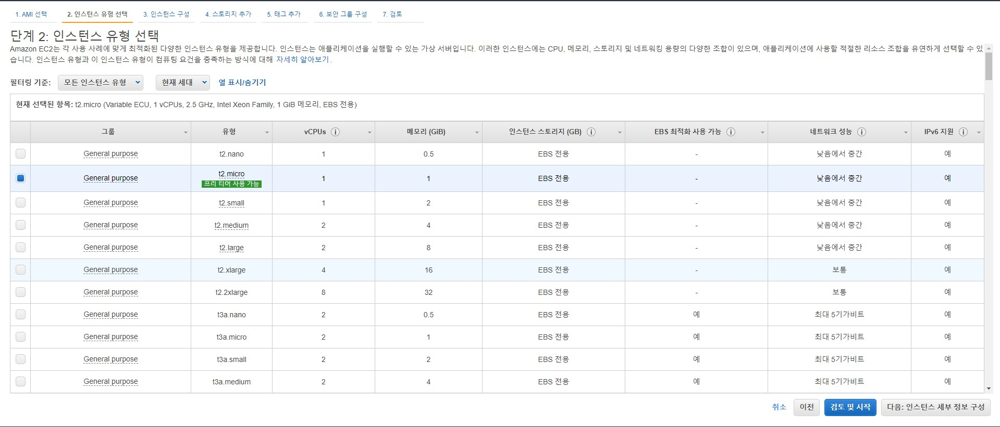 1. AMI 선택 2. 인스턴스 유형 선택 3. 인스턴스 구성 4. 스토리지 추가 5. 태그 추가 6. 보안 그룹 구성 7. 검토
단계 2: 인스턴스 유형 선택
Amazon EC2는 각 사용 사례에 맞게 최적화된 다양한 인스턴스 유형을 제공합니다. 인스턴스는 애플리케이션을 실행할 수 있는 가상 서버입니다. 이러한 인스턴스에는 CPU, 메모리, 스토리지 및 네트워킹 용량의 다양한 조합이 있으며, 애플리케이션에 사용할 적절한 리소스 조합을 유연하게 선택할 수 있
습니다. 인스턴스 유형과 이 인스턴스 유형이 컴퓨팅 요건을 충족하는 방식에 대해 자세히 알아보기.
필터링 기준: 모든 인스턴스 유형 현재 세대 열 표시/숨기기
현재 선택된 항목: t2.micro (Variable ECU, 1 vCPUs, 2.5 GHz, Intel Xeon Family, 1 GiB 메모리, EBS 전용)
그룹 유형 vCPUs 메모리 (GiB) 인스턴스 스토리지 (GB) EBS 최적화 사용 가능 네트워크 성능 IPv6 지원
General purpose t2.nano 1 0.5 EBS 전용 - 낮음에서 중간 예
General purpose t2.micro 1 1 EBS 전용 - 낮음에서 중간 예
프리 티어 사용 가능
General purpose t2.small 1 2 EBS 전용 - 낮음에서 중간 예
General purpose t2.medium 2 4 EBS 전용 - 낮음에서 중간 예
General purpose t2.large 2 8 EBS 전용 - 낮음에서 중간 예
General purpose t2.xlarge 4 16 EBS 전용 - 보통 예
General purpose t2.2xlarge 8 32 EBS 전용 - 보통 예
General purpose t3a.nano 2 0.5 EBS 전용 예 최대 5기가비트 예
General purpose t3a.micro 2 1 EBS 전용 예 최대 5기가비트 예
General purpose t3a.small 2 2 EBS 전용 예 최대 5기가비트 예
General purpose t3a.medium 2 4 EBS 전용 예 최대 5기가비트 예
취소 이전 검토 및 시작 다음: 인스턴스 세부 정보 구성